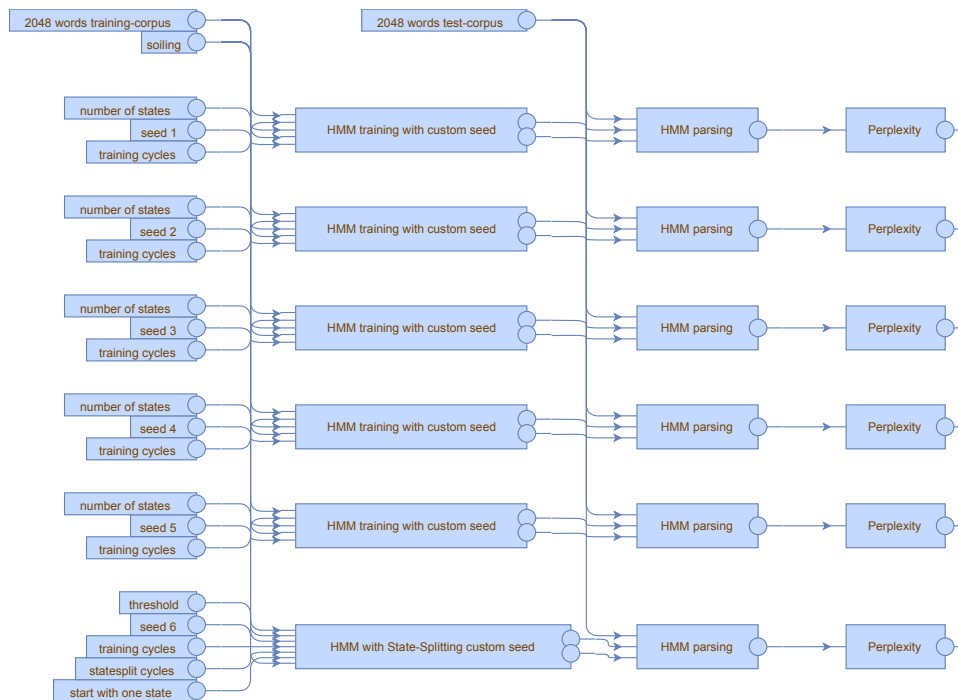 2048 words training-corpus
2048 words test-corpus
soiling
number of states
seed 1
training cycles
HMM training with custom seed
HMM parsing
Perplexity
number of states
seed 2
training cycles
HMM training with custom seed
HMM parsing
Perplexity
number of states
seed 3
training cycles
HMM training with custom seed
HMM parsing
Perplexity
number of states
seed 4
training cycles
HMM training with custom seed
HMM parsing
Perplexity
number of states
seed 5
training cycles
HMM training with custom seed
HMM parsing
Perplexity
threshold
seed 6
training cycles
statesplit cycles
start with one state
HMM with State-Splitting custom seed
HMM parsing
Perplexity